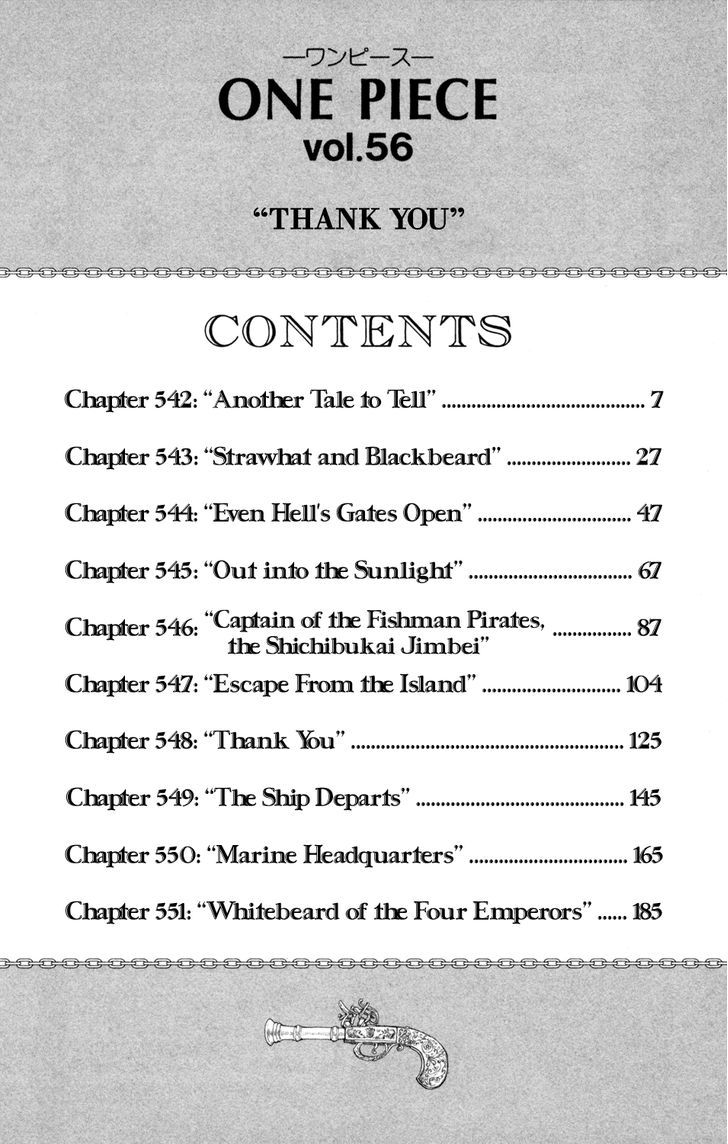 —ワンピース—
ONE PIECE
vol.56
“THANK YOU”
CONTENTS
Chapter 542: “Another Tale to Tell” ........................................ 7
Chapter 543: “Strawhat and Blackbeard” ......................... 27
Chapter 544: “Even Hell's Gates Open” ............................... 47
Chapter 545: “Out into the Sunlight” ................................. 67
Chapter 546: “Captain of the Fishman Pirates,
the Shichibukai Jimbei” ................ 87
Chapter 547: “Escape From the Island” ............................ 104
Chapter 548: “Thank You” ....................................................... 125
Chapter 549: “The Ship Departs” .......................................... 145
Chapter 550: “Marine Headquarters” ................................ 165
Chapter 551: “Whitebeard of the Four Emperors” ...... 185